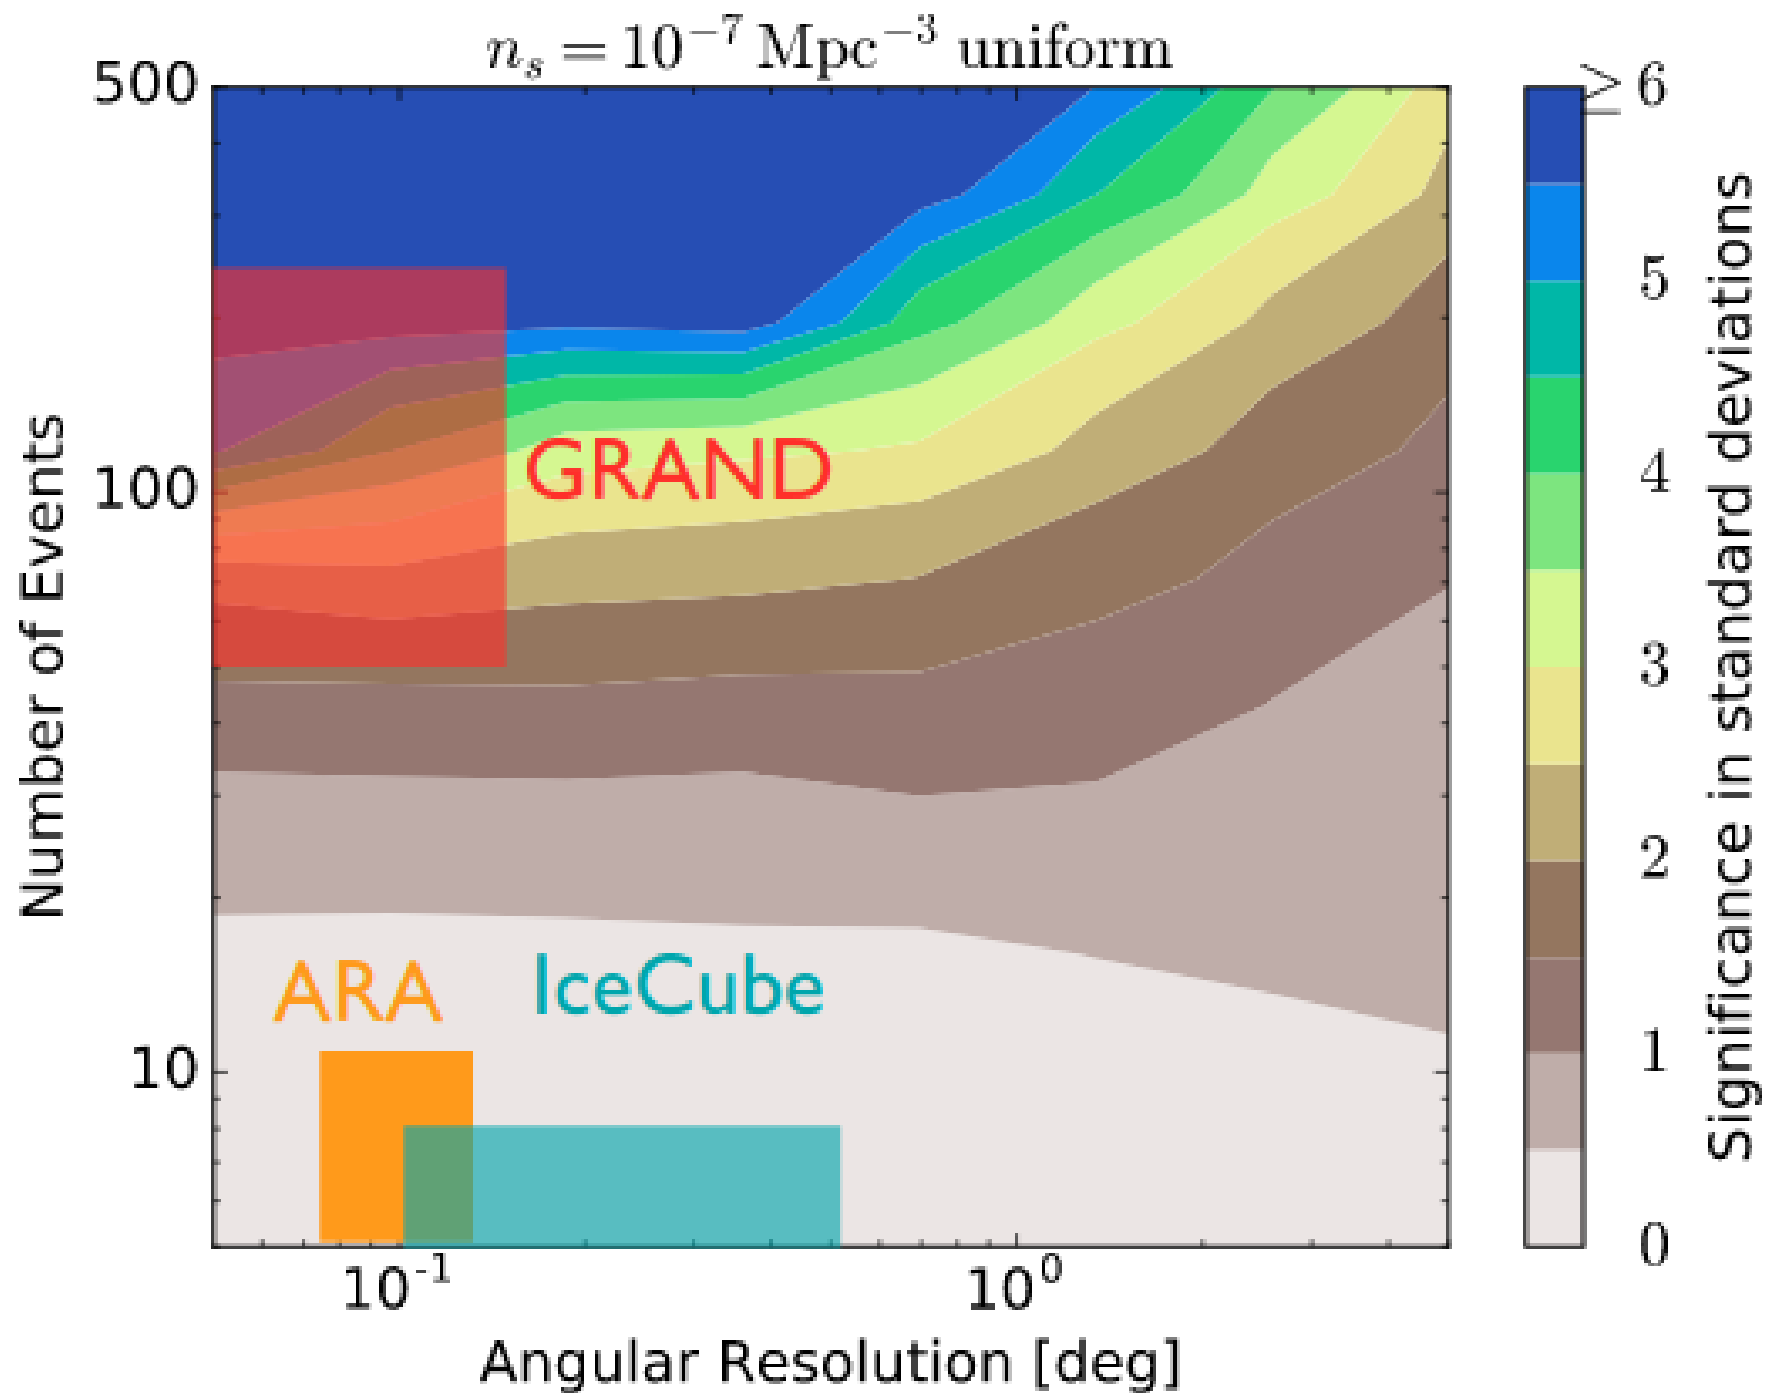 n_s = 10^{-7} Mpc^{-3} uniform
500
100
10
Number of Events
GRAND
ARA
IceCube
10^{-1}
10^{0}
Angular Resolution [deg]
≥ 6
5
4
3
2
1
0
Significance in standard deviations